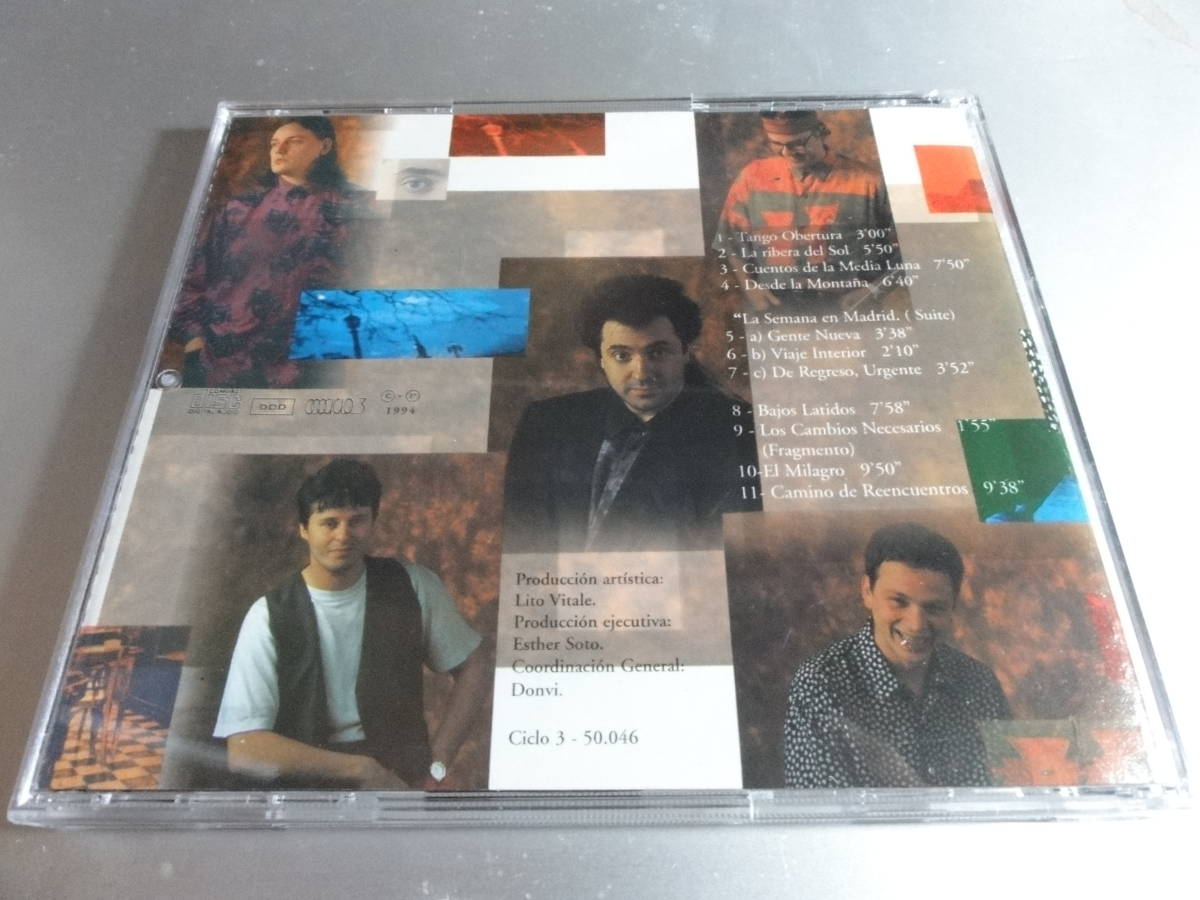 1 - Tango Obertura 3'00"
2 - La ribera del Sol 5'50"
3 - Cuentos de la Media Luna 7'50"
4 - Desde la Montaña 6'40"
"La Semana en Madrid. ( Suite)
5 - a) Gente Nueva 3'38"
6 - b) Viaje Interior 2'10"
7 - c) De Regreso, Urgente 3'52"
8 - Bajos Latidos 7'58"
9 - Los Cambios Necesarios 1'55"
(Fragmento)
10-El Milagro 9'50"
11- Camino de Reencuentros 9'38"
COMPACT
disc
DIGITAL AUDIO
DDD
© - ℗
1994
Producción artística:
Lito Vitale.
Producción ejecutiva:
Esther Soto.
Coordinación General:
Donvi.
Ciclo 3 - 50.046